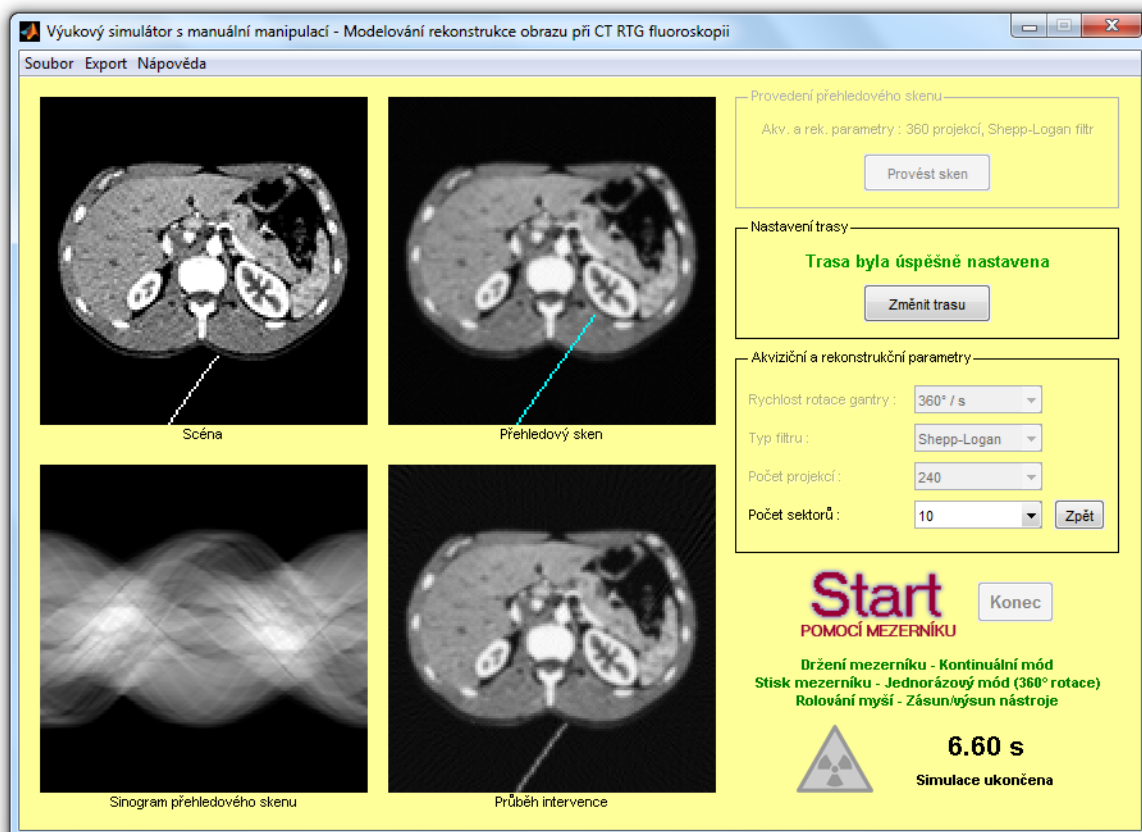 Výukový simulátor s manuální manipulací - Modelování rekonstrukce obrazu při CT RTG fluoroskopii
Soubor Export Nápověda
Scéna
Přehledový sken
Sinogram přehledového skenu
Průběh intervence
Provedení přehledového skenu
Akv. a rek. parametry : 360 projekcí, Shepp-Logan filtr
Provést sken
Nastavení trasy
Trasa byla úspěšně nastavena
Změnit trasu
Akviziční a rekonstrukční parametry
Rychlost rotace gantry : 360° / s
Typ filtru : Shepp-Logan
Počet projekcí : 240
Počet sektorů : 10 Zpět
Start Konec
POMOCÍ MEZERNÍKU
Držení mezerníku - Kontinuální mód
Stisk mezerníku - Jednorázový mód (360° rotace)
Rolování myší - Zásun/výsun nástroje
6.60 s
Simulace ukončena